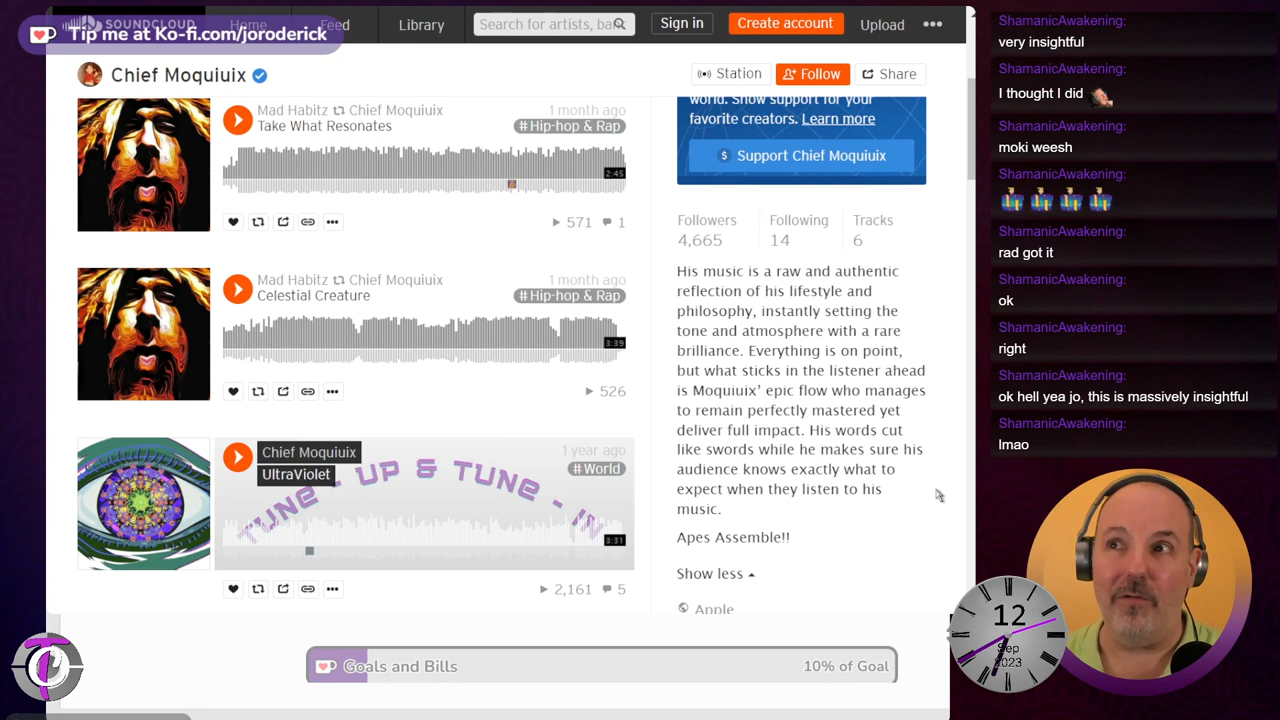 SOUNDCLOUD
Home
Feed
Library
Search for artists, ban
Sign in
Create account
Upload
Tip me at Ko-fi.com/joroderick
Chief Moquiuix
Station
Follow
Share
Mad Habitz Chief Moquiuix
1 month ago
Take What Resonates
# Hip-hop & Rap
2:45
571
1
Mad Habitz Chief Moquiuix
1 month ago
Celestial Creature
# Hip-hop & Rap
3:39
526
Chief Moquiuix
1 year ago
UltraViolet
# World
TUNE - UP & TUNE - IN
3:31
2,161
5
world. Show support for your
favorite creators. Learn more
Support Chief Moquiuix
Followers
4,665
Following
14
Tracks
6
His music is a raw and authentic
reflection of his lifestyle and
philosophy, instantly setting the
tone and atmosphere with a rare
brilliance. Everything is on point,
but what sticks in the listener ahead
is Moquiuix’ epic flow who manages
to remain perfectly mastered yet
deliver full impact. His words cut
like swords while he makes sure his
audience knows exactly what to
expect when they listen to his
music.
Apes Assemble!!
Show less
Apple
Goals and Bills
10% of Goal
ShamanicAwakening:
very insightful
ShamanicAwakening:
I thought I did
ShamanicAwakening:
moki weesh
ShamanicAwakening:
ShamanicAwakening:
rad got it
ShamanicAwakening:
ok
ShamanicAwakening:
right
ShamanicAwakening:
ok hell yea jo, this is massively insightful
ShamanicAwakening:
lmao
12
Sep
2023